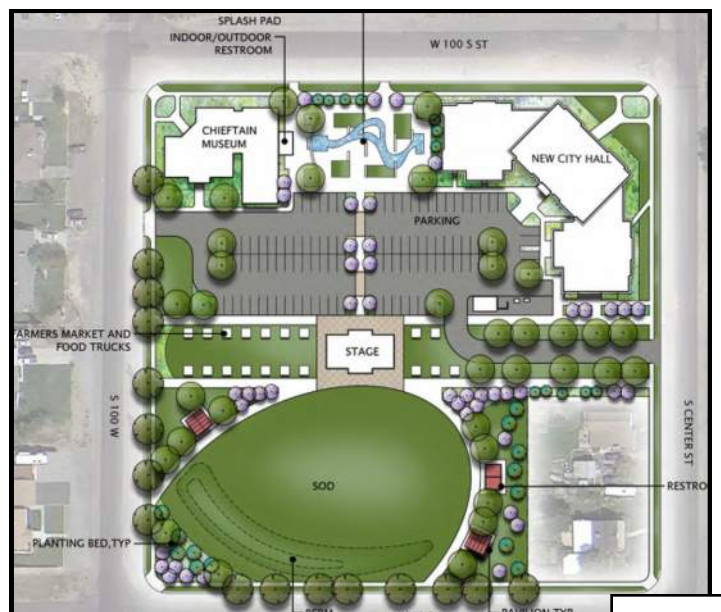 SPLASH PAD
INDOOR/OUTDOOR
RESTROOM
W 100 S ST
CHIEFTAIN
MUSEUM
NEW CITY HALL
PARKING
FARMERS MARKET AND
FOOD TRUCKS
STAGE
S 100 W
S CENTER ST
SOD
RESTRO
PLANTING BED,TYP
BERM
PAVILION TYP